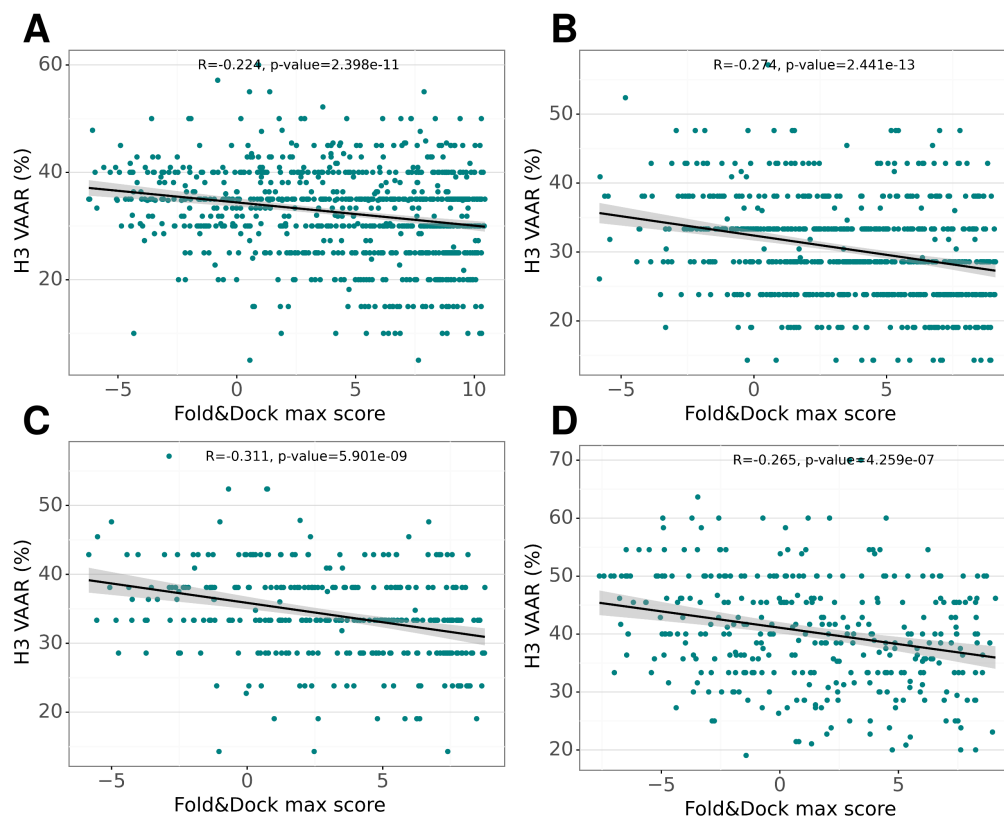 A
R=-0.224, p-value=2.398e-11
H3 VAAR (%)
60
40
20
−5
0
5
10
Fold&Dock max score
B
R=-0.274, p-value=2.441e-13
H3 VAAR (%)
50
40
30
20
−5
0
5
Fold&Dock max score
C
R=-0.311, p-value=5.901e-09
H3 VAAR (%)
50
40
30
20
−5
0
5
Fold&Dock max score
D
R=-0.265, p-value=4.259e-07
H3 VAAR (%)
70
60
50
40
30
20
−5
0
5
Fold&Dock max score